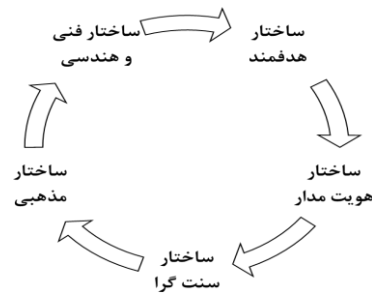 ساختار
هدفمند
ساختار
هویت مدار
ساختار
سنت گرا
ساختار
مذهبی
ساختار فنی
و هندسی